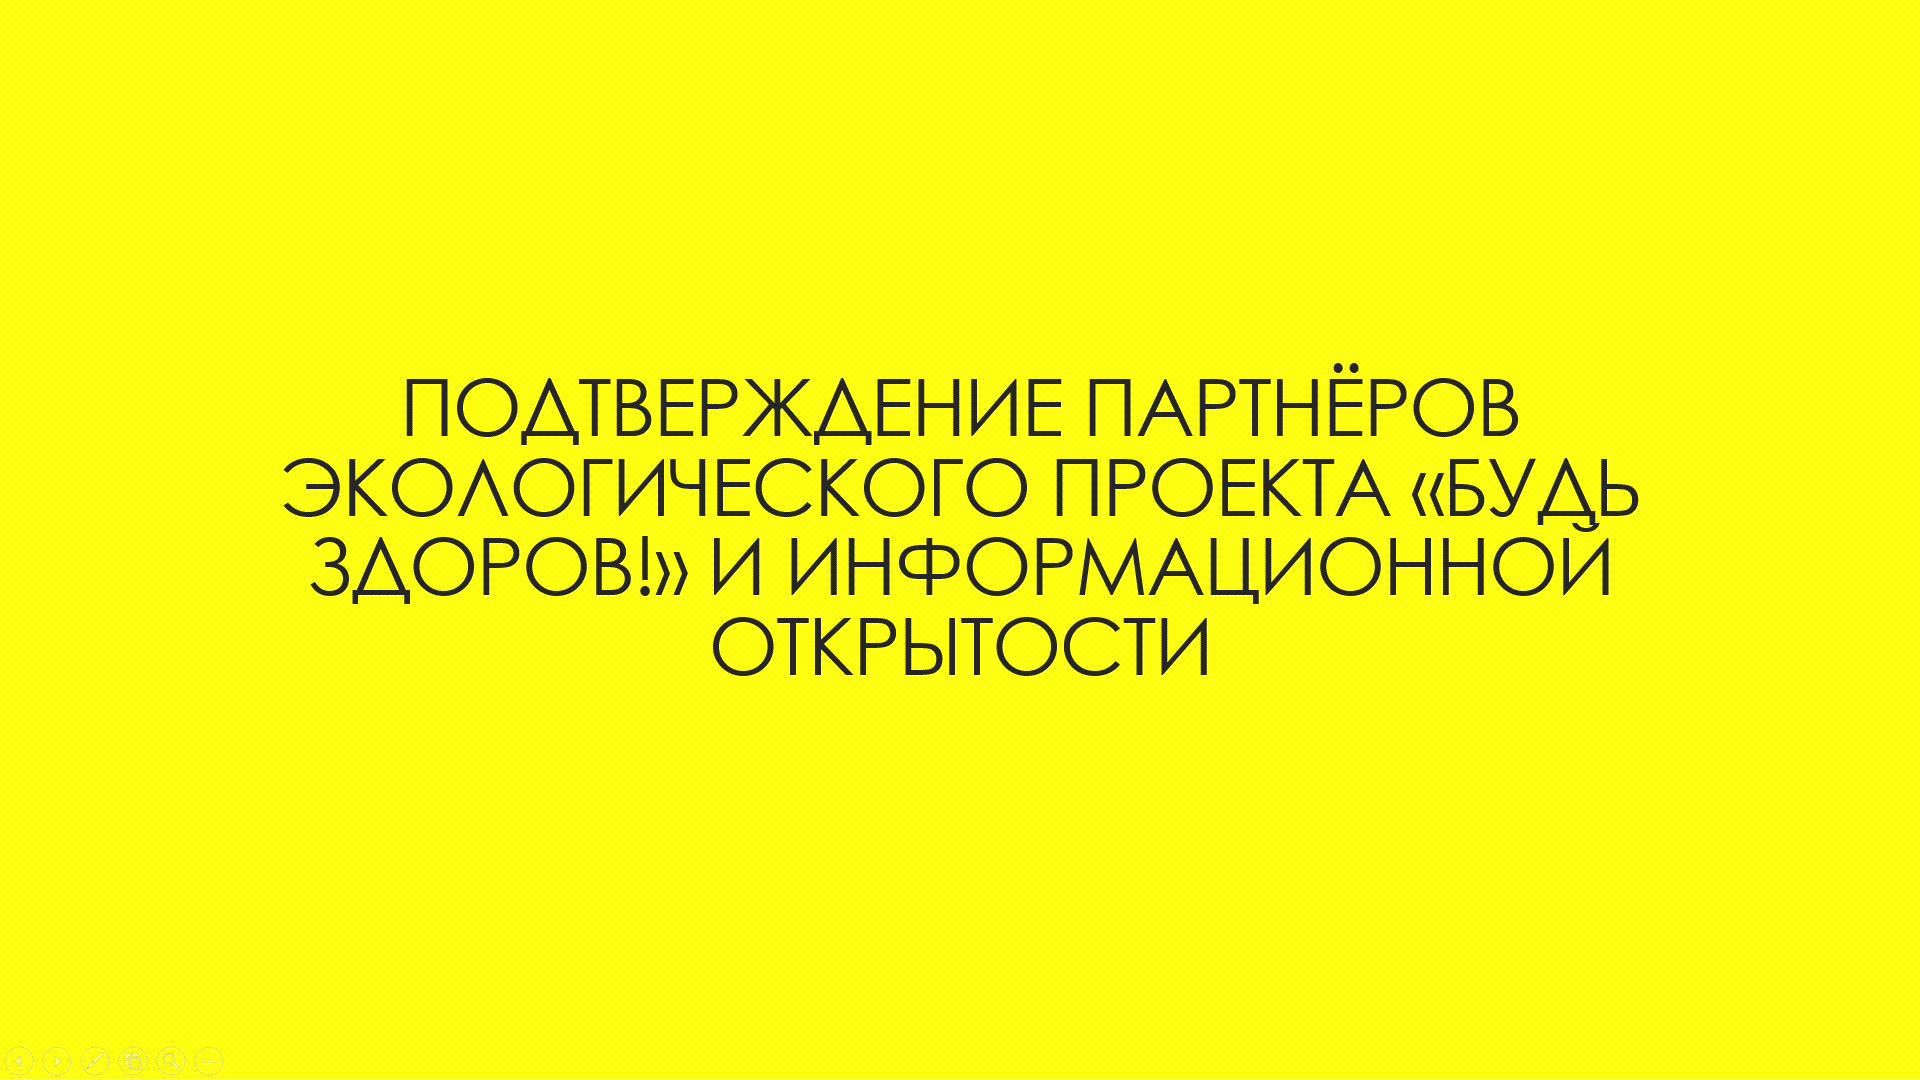 ПОДТВЕРЖДЕНИЕ ПАРТНЁРОВ
ЭКОЛОГИЧЕСКОГО ПРОЕКТА «БУДЬ
ЗДОРОВ!» И ИНФОРМАЦИОННОЙ
ОТКРЫТОСТИ